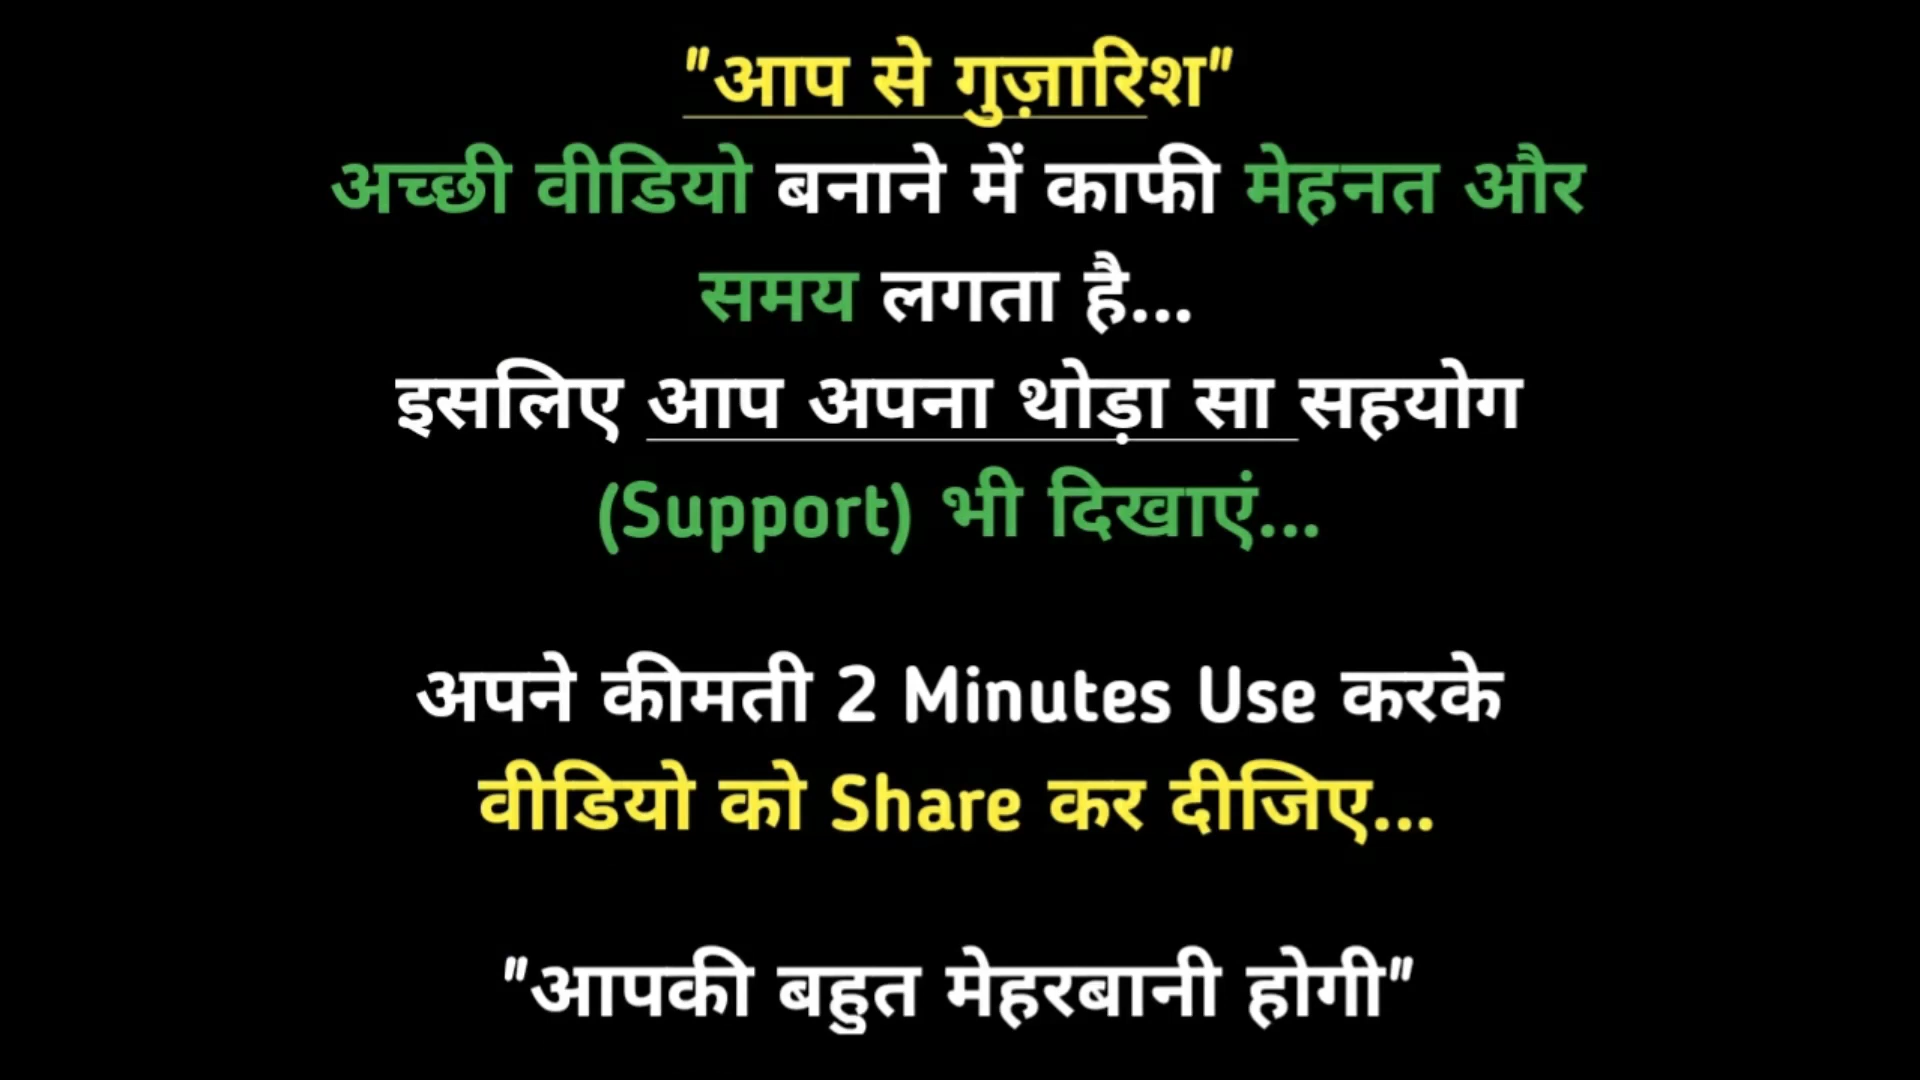 "आप से गुज़ारिश"
अच्छी वीडियो बनाने में काफी मेहनत और
समय लगता है...
इसलिए आप अपना थोड़ा सा सहयोग
(Support) भी दिखाएं...
अपने कीमती 2 Minutes Use करके
वीडियो को Share कर दीजिए...
"आपकी बहुत मेहरबानी होगी"